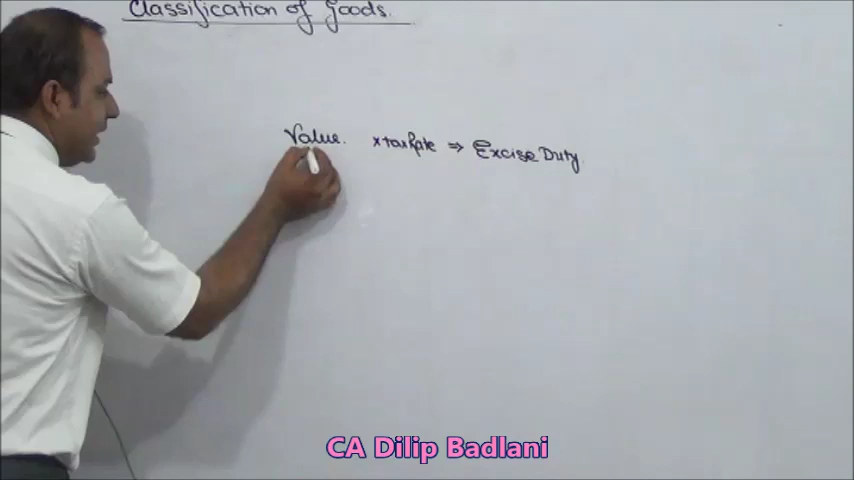 Classification of Goods.
Value. x tax Rate ⇒ Excise Duty.
CA Dilip Badlani